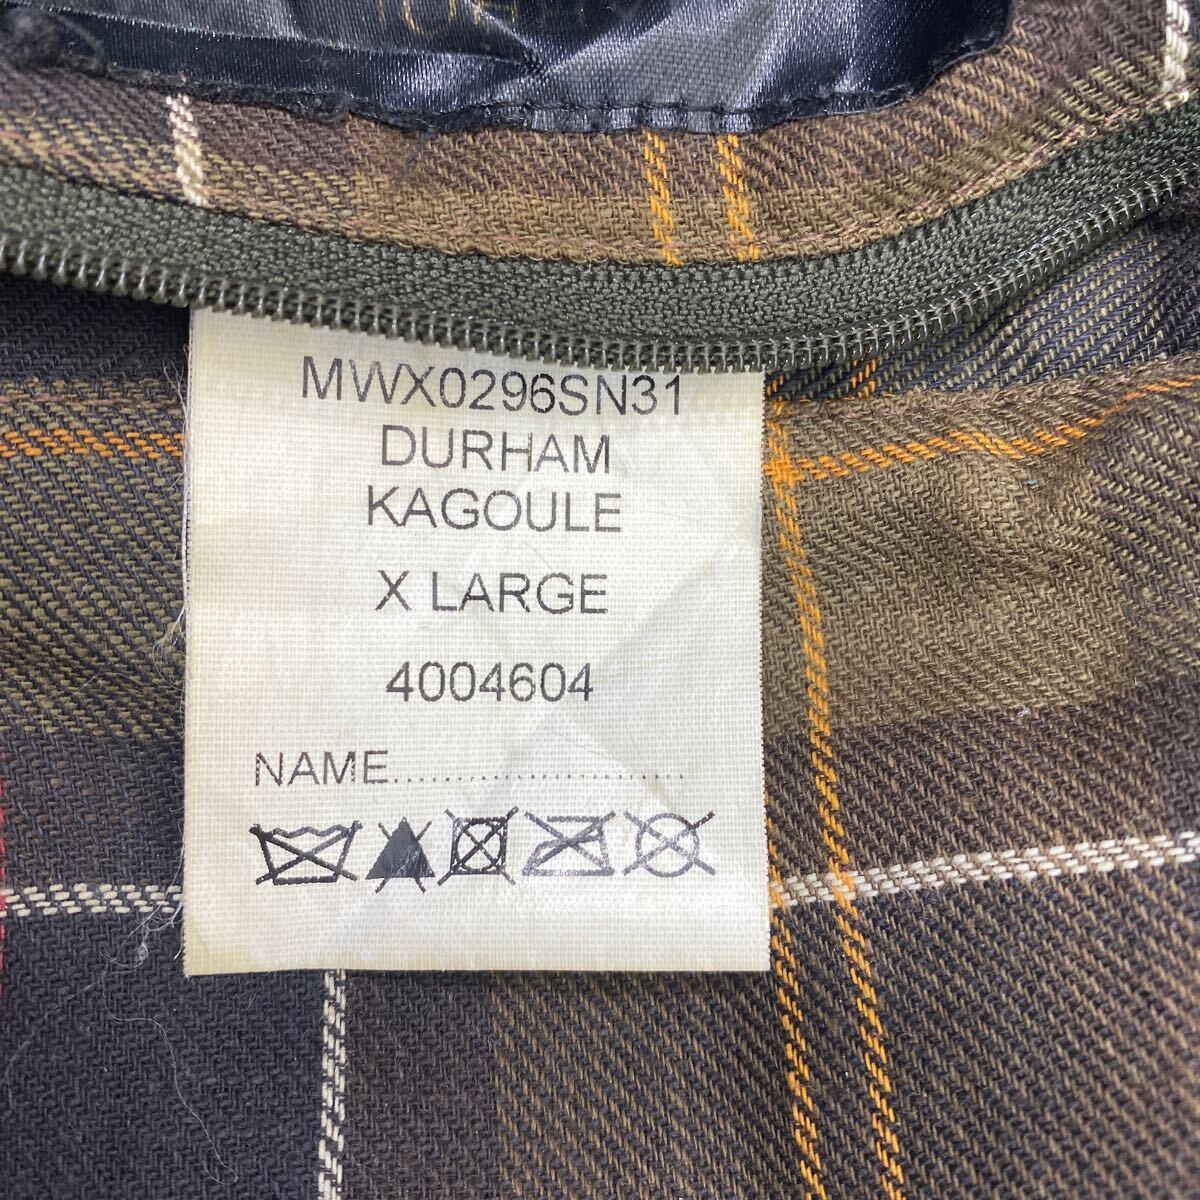 MWX0296SN31
DURHAM
KAGOULE
X LARGE
4004604
NAME..............................